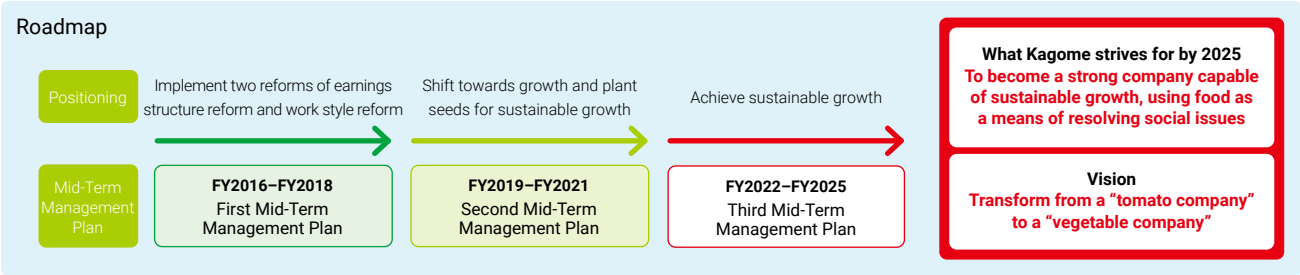 Roadmap
Positioning
Implement two reforms of earnings
structure reform and work style reform
Shift towards growth and plant
seeds for sustainable growth
Achieve sustainable growth
Mid-Term
Management
Plan
FY2016–FY2018
First Mid-Term
Management Plan
FY2019–FY2021
Second Mid-Term
Management Plan
FY2022–FY2025
Third Mid-Term
Management Plan
What Kagome strives for by 2025
To become a strong company capable
of sustainable growth, using food as
a means of resolving social issues
Vision
Transform from a “tomato company”
to a “vegetable company”